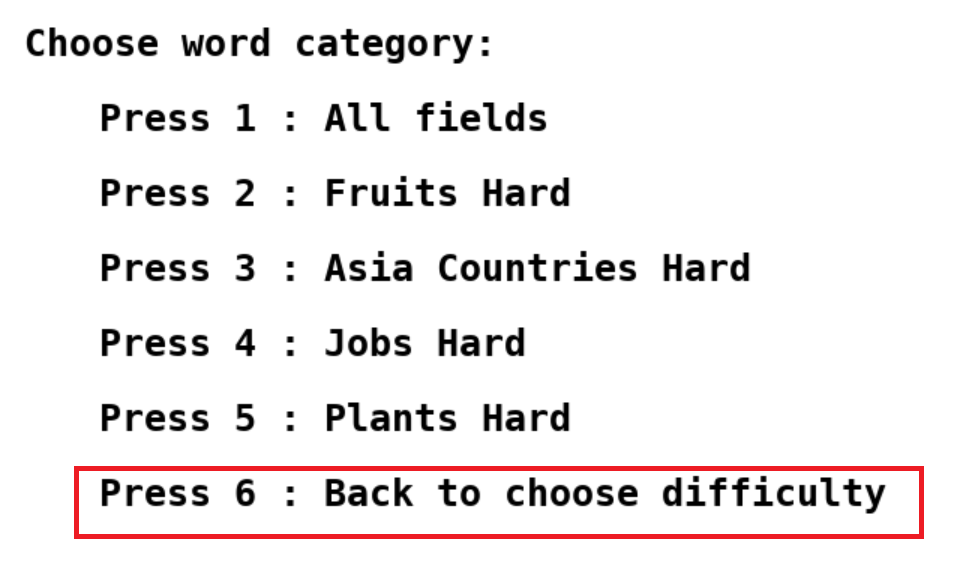 Choose word category:
Press 1 : All fields
Press 2 : Fruits Hard
Press 3 : Asia Countries Hard
Press 4 : Jobs Hard
Press 5 : Plants Hard
Press 6 : Back to choose difficulty